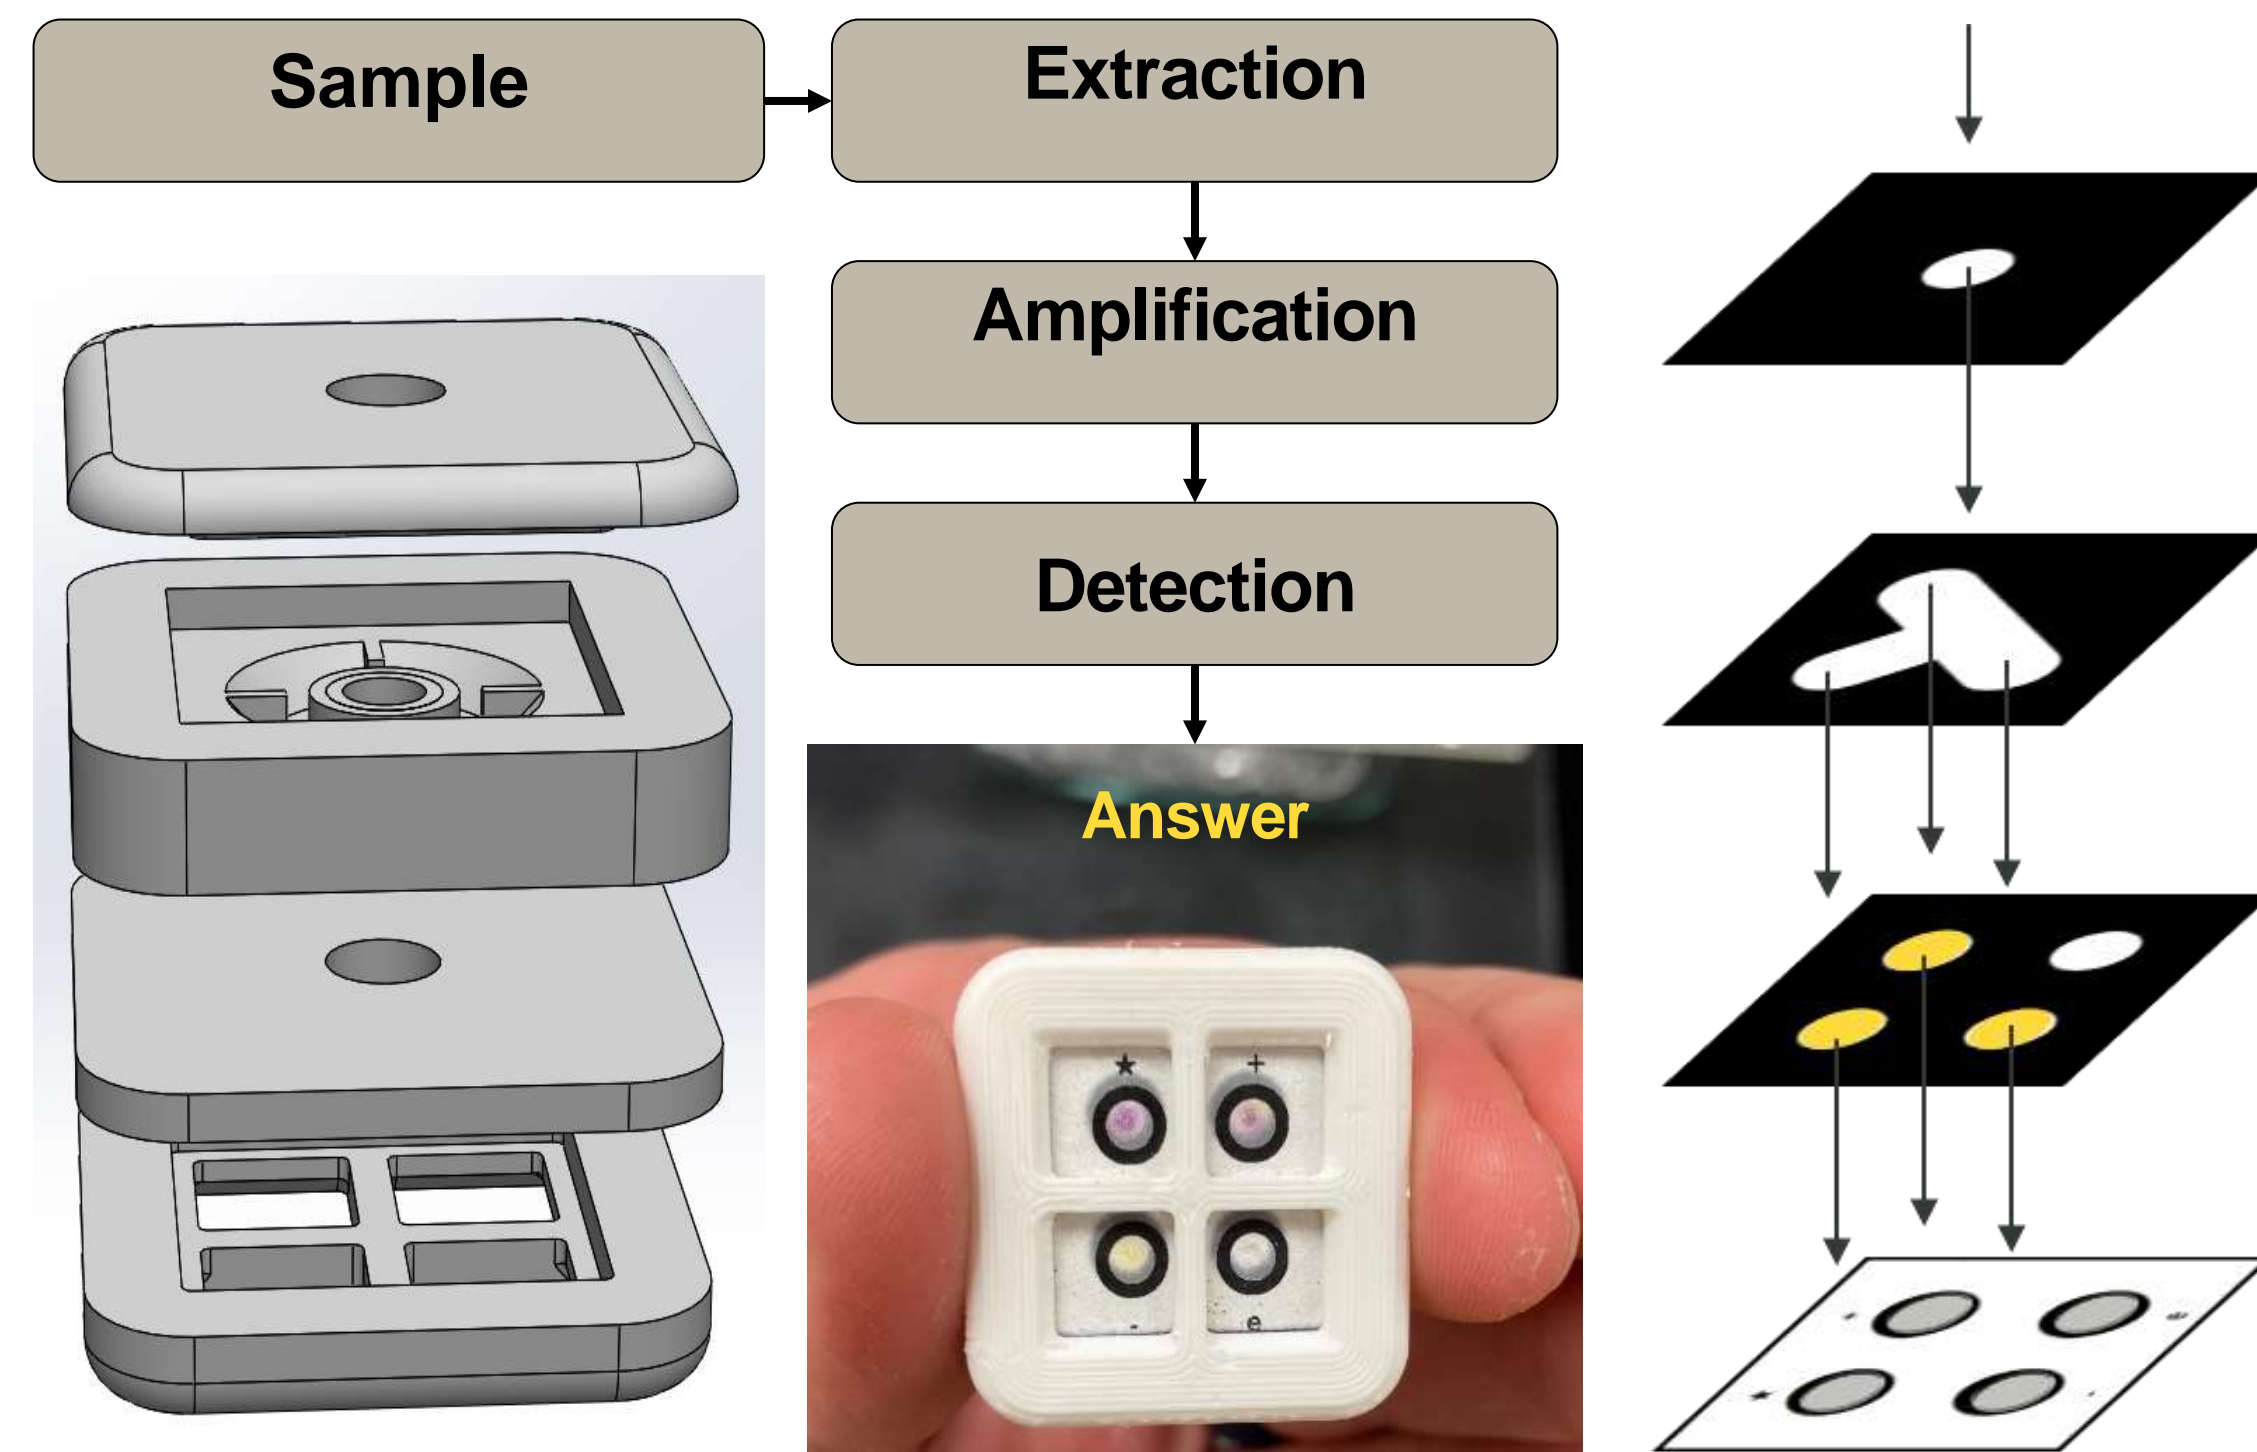 Sample
Extraction
Amplification
Detection
Answer
★ +
- e